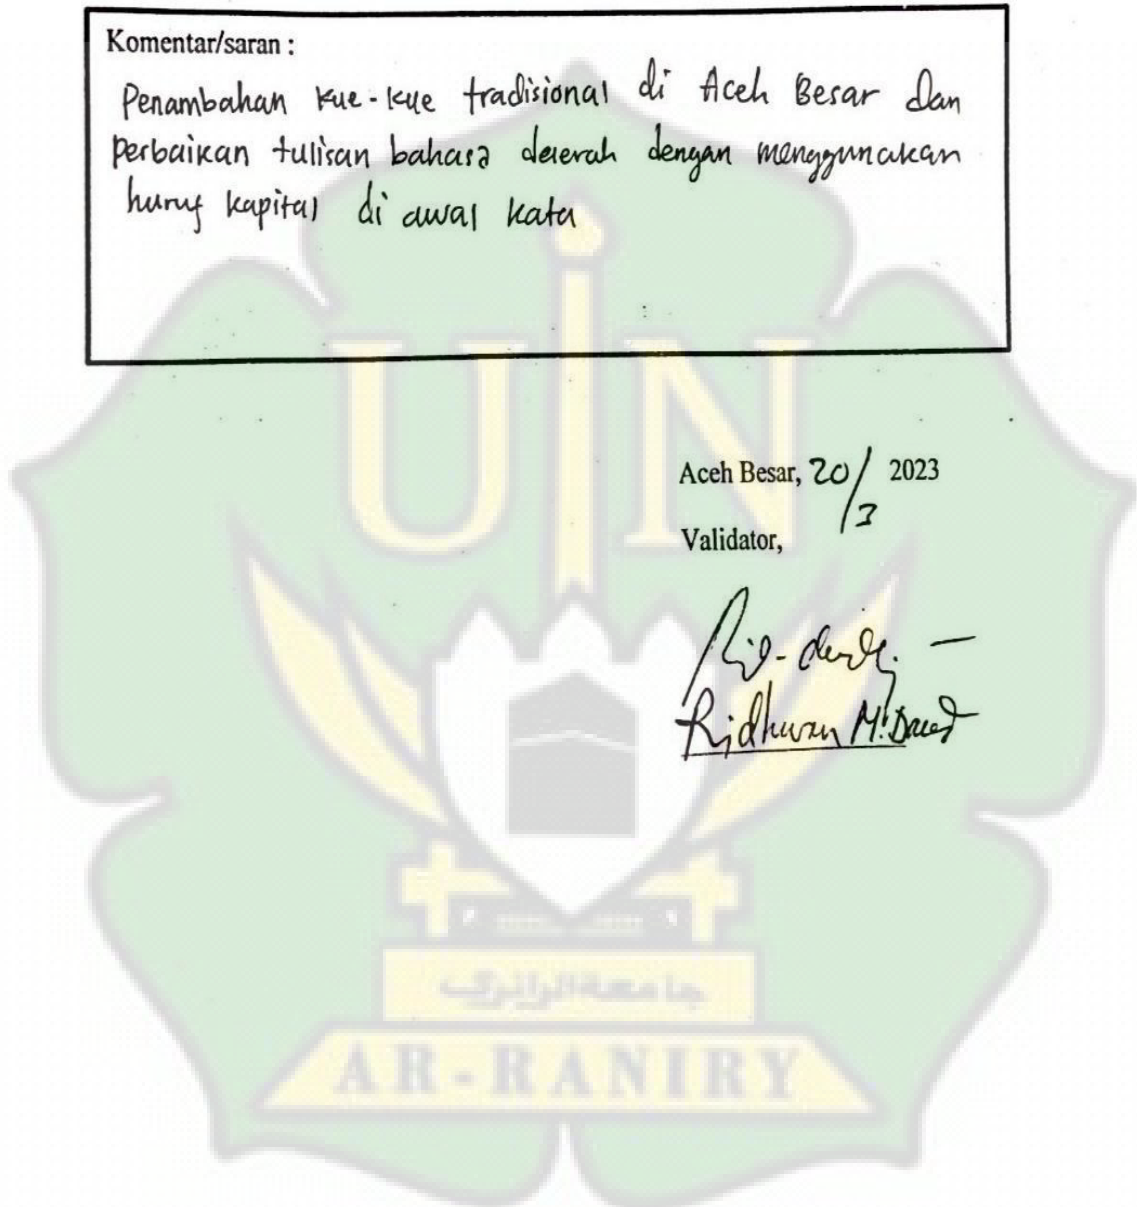 Komentar/saran :
Penambahan kue-kue tradisional di Aceh Besar dan
perbaikan tulisan bahasa daerah dengan menggunakan
huruf kapital di awal kata
Aceh Besar, 20/3 2023
Validator,
Ridhwan M. Daud
UIN
جامعة الرانري
AR-RANIRY